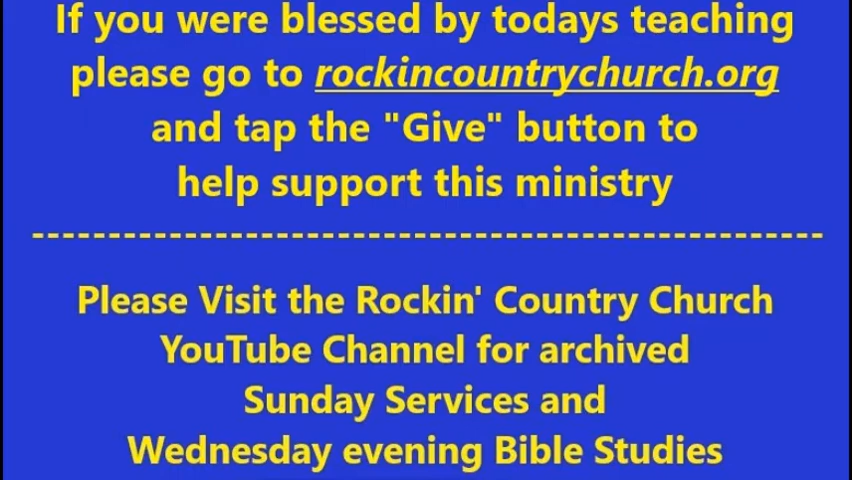 If you were blessed by todays teaching
please go to rockincountrychurch.org
and tap the "Give" button to
help support this ministry
----------------------------------------------------
Please Visit the Rockin' Country Church
YouTube Channel for archived
Sunday Services and
Wednesday evening Bible Studies